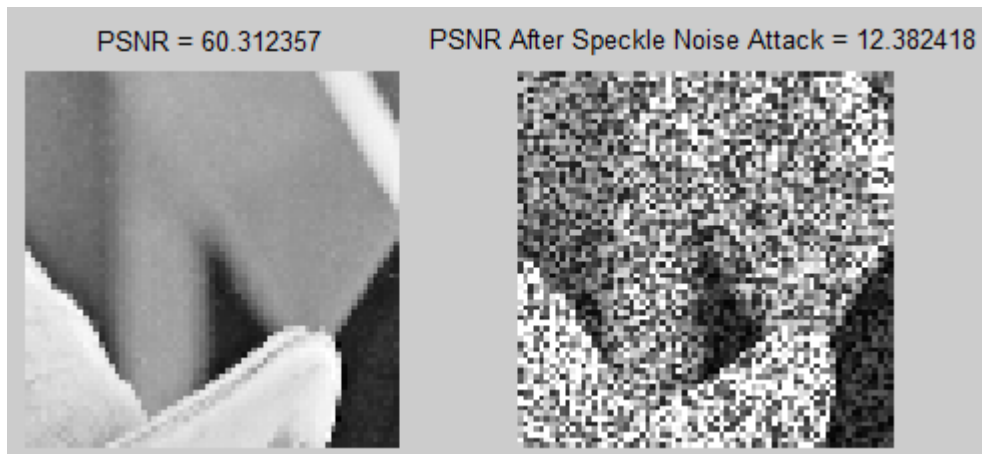 PSNR = 60.312357
PSNR After Speckle Noise Attack = 12.382418